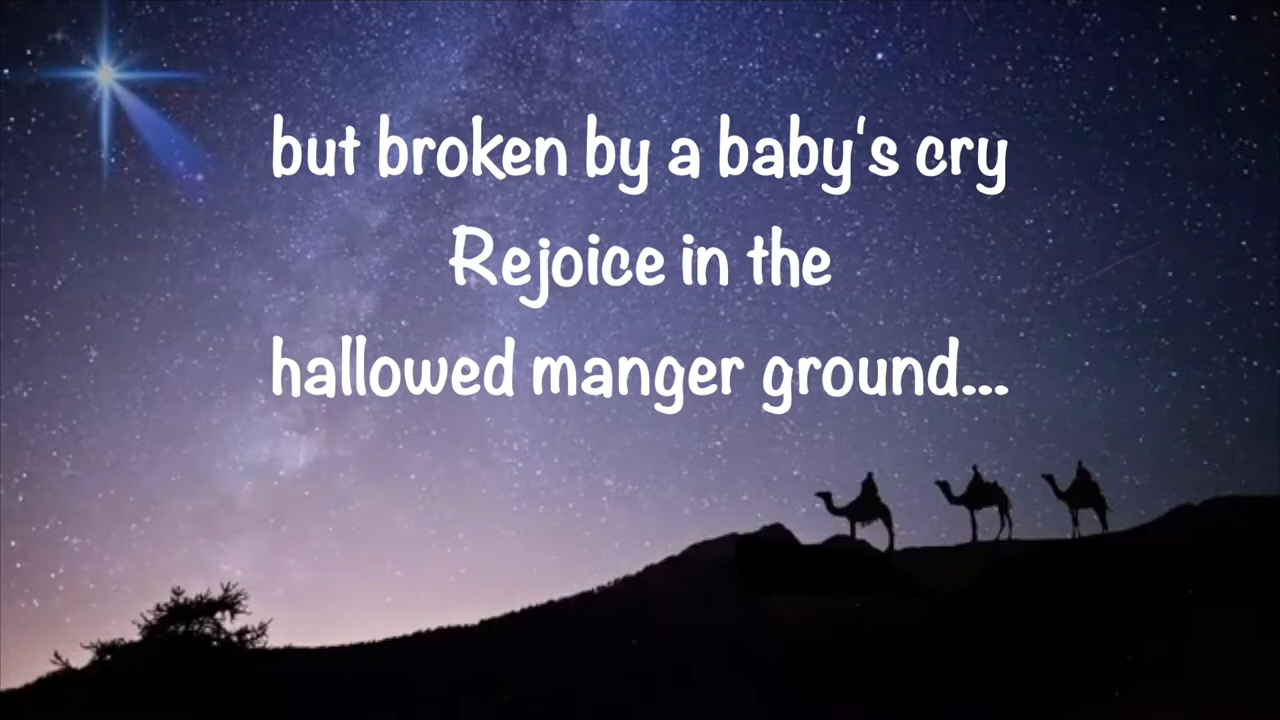 but broken by a baby's cry
Rejoice in the
hallowed manger ground...